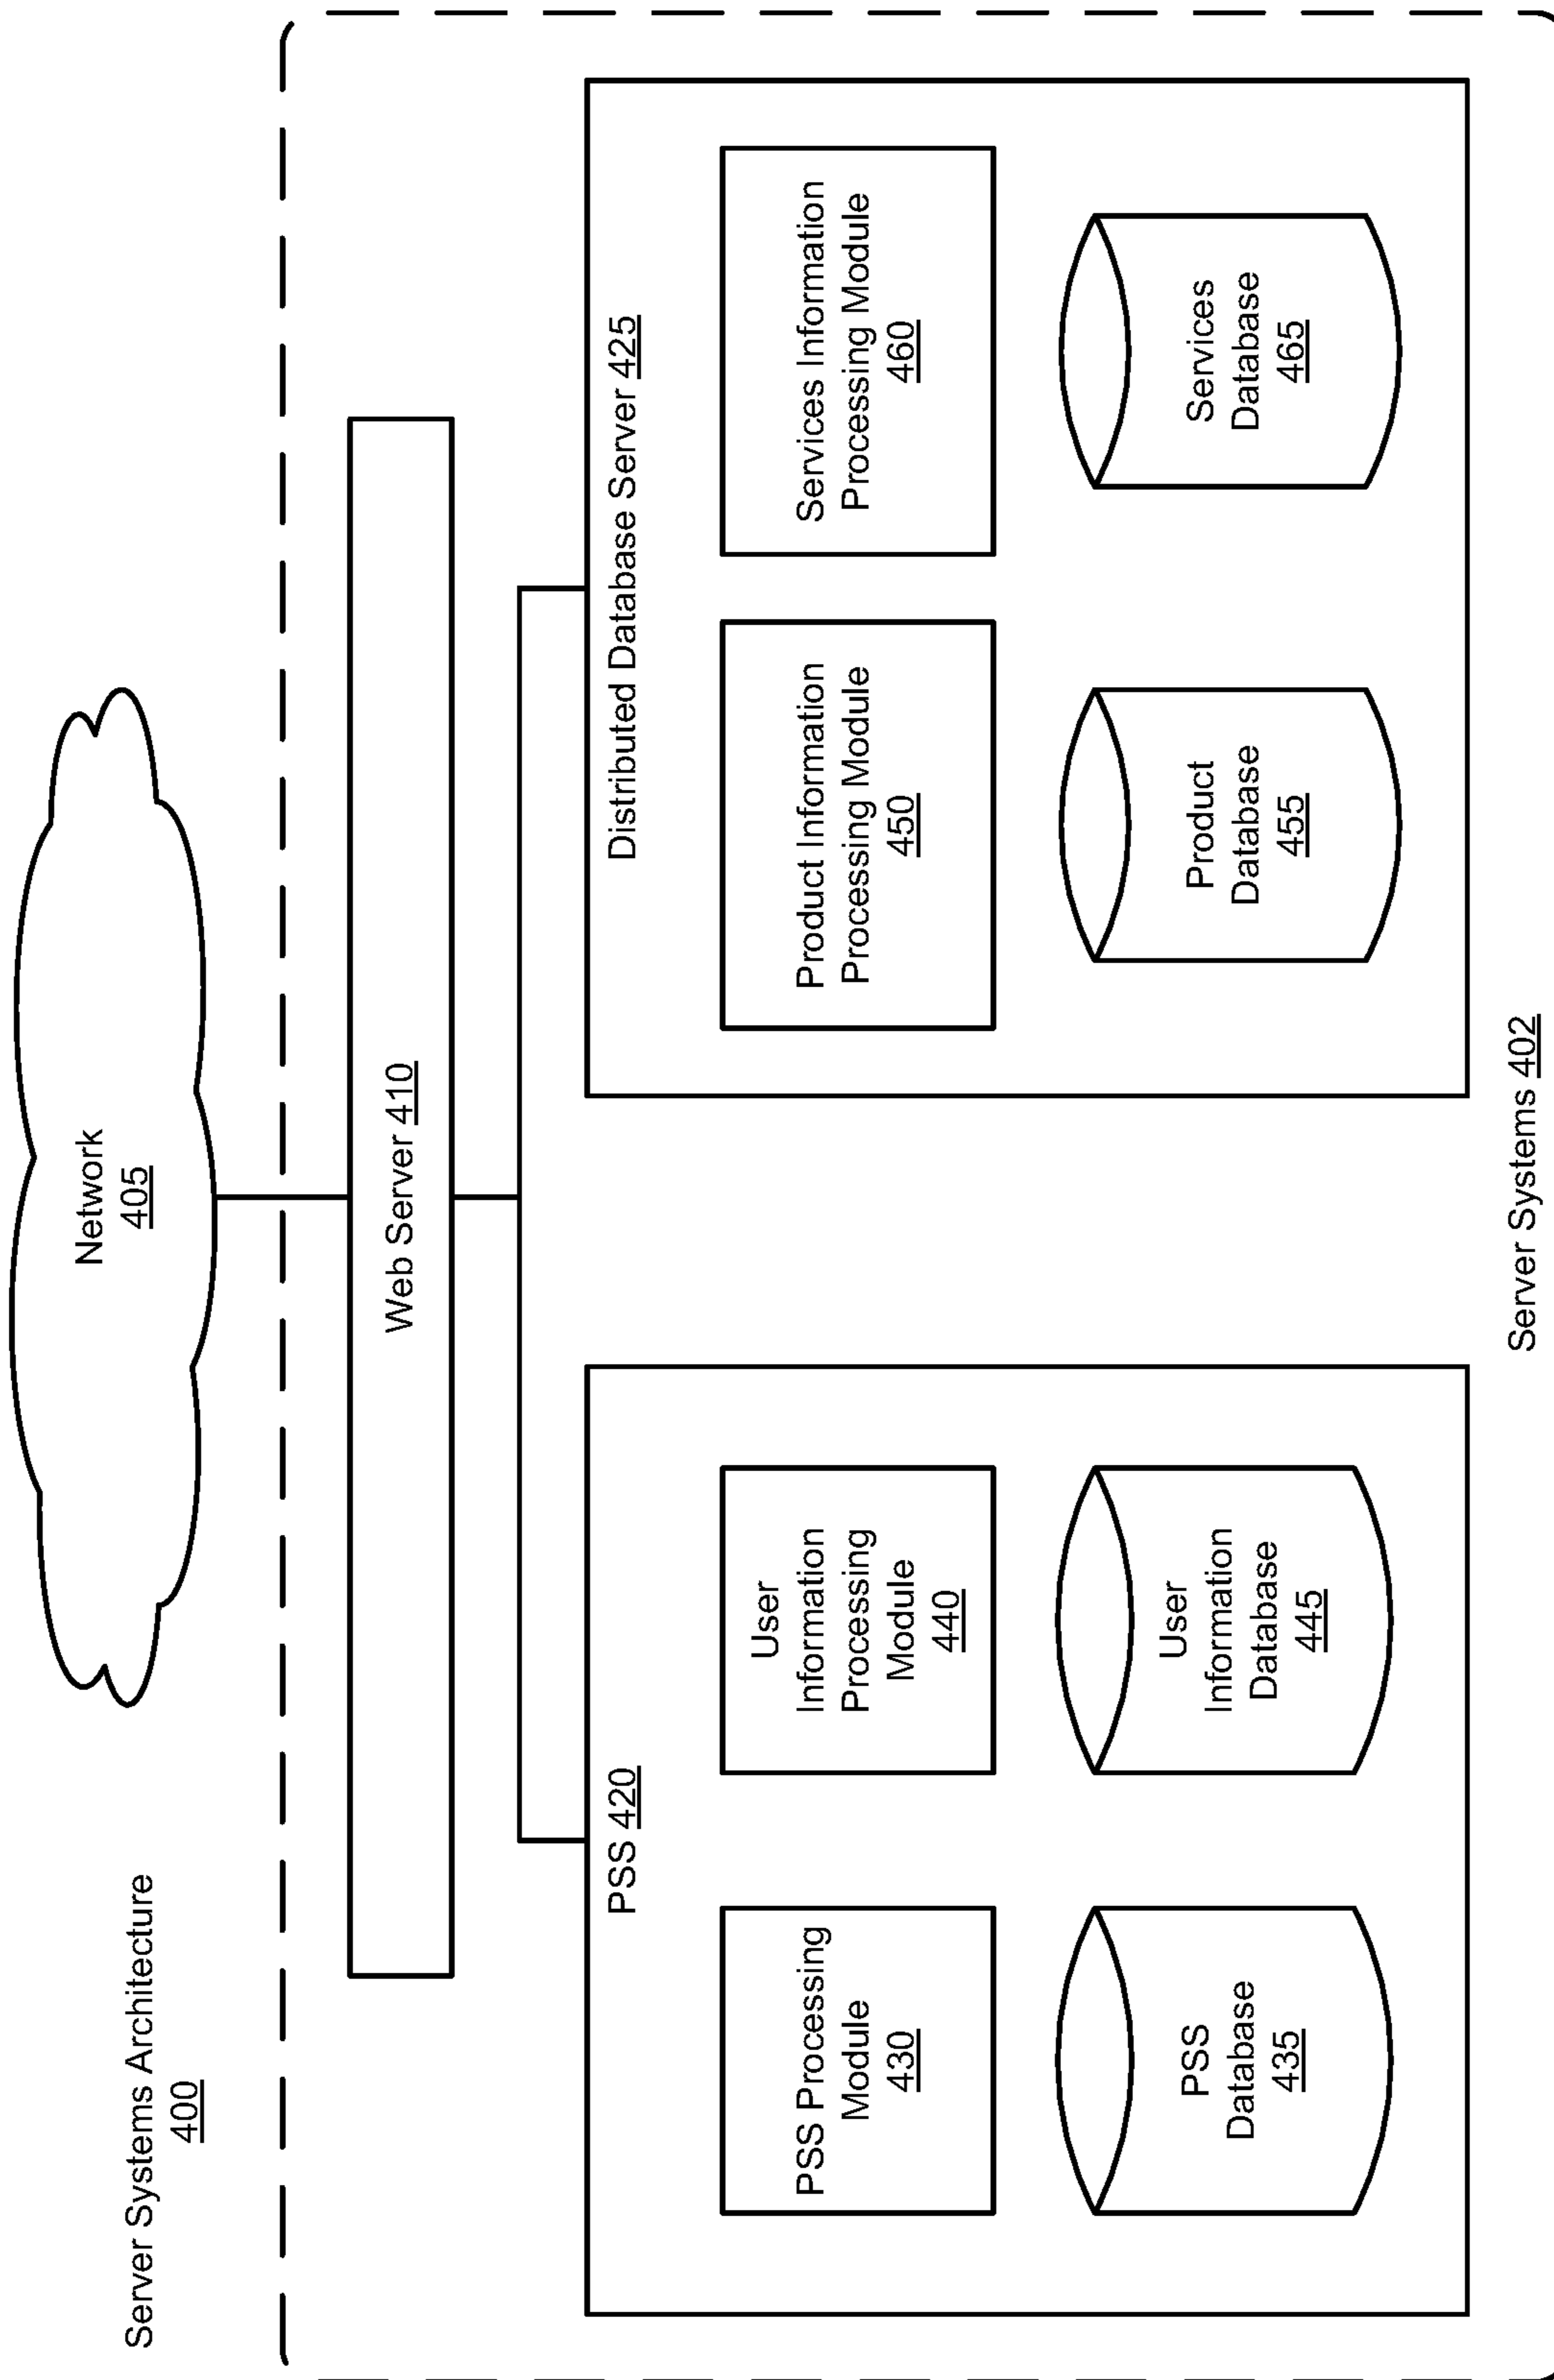 Server Systems Architecture
400
Network
405
Web Server 410
PSS 420
PSS Processing
Module
430
User
Information
Processing
Module
440
PSS
Database
435
User
Information
Database
445
Distributed Database Server 425
Product Information
Processing Module
450
Services Information
Processing Module
460
Product
Database
455
Services
Database
465
Server Systems 402